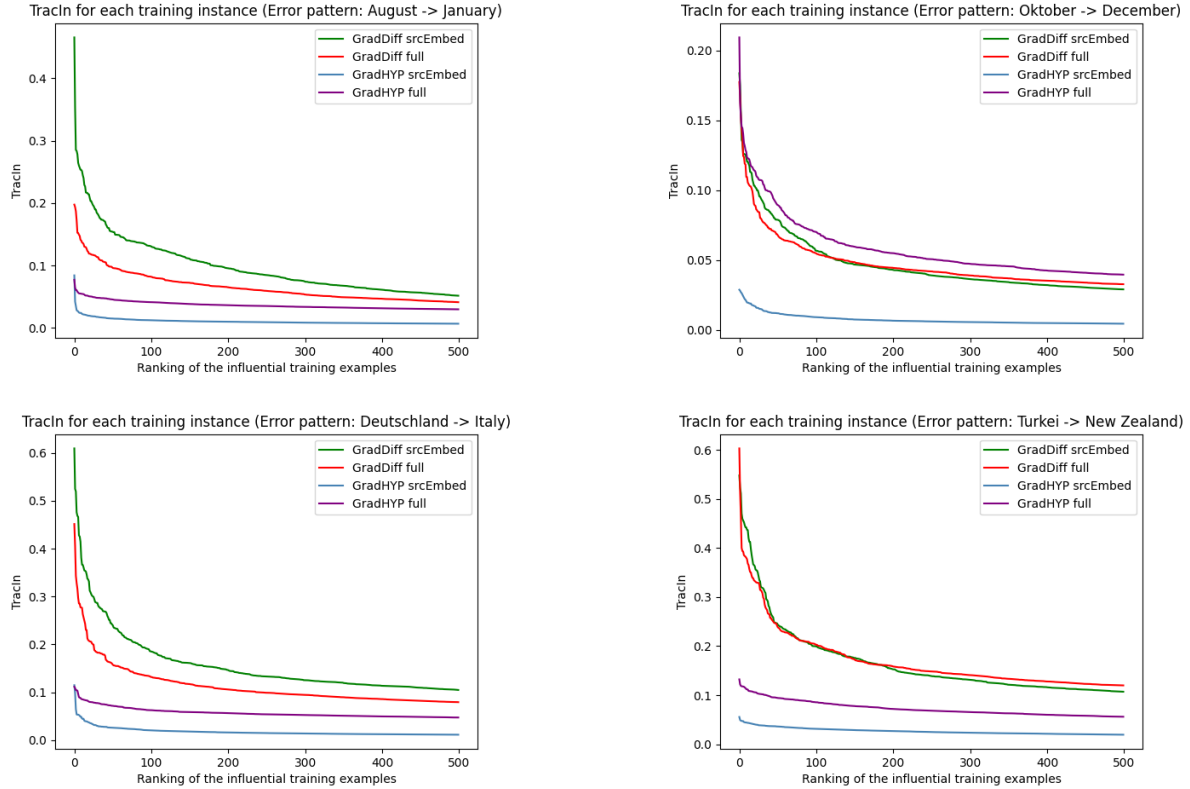 TracIn for each training instance (Error pattern: August -> January)
GradDiff srcEmbed
GradDiff full
GradHYP srcEmbed
GradHYP full
0.4
0.3
0.2
0.1
0.0
TracIn
0 100 200 300 400 500
Ranking of the influential training examples
TracIn for each training instance (Error pattern: Oktober -> December)
GradDiff srcEmbed
GradDiff full
GradHYP srcEmbed
GradHYP full
0.20
0.15
0.10
0.05
0.00
TracIn
0 100 200 300 400 500
Ranking of the influential training examples
TracIn for each training instance (Error pattern: Deutschland -> Italy)
GradDiff srcEmbed
GradDiff full
GradHYP srcEmbed
GradHYP full
0.6
0.5
0.4
0.3
0.2
0.1
0.0
TracIn
0 100 200 300 400 500
Ranking of the influential training examples
TracIn for each training instance (Error pattern: Turkei -> New Zealand)
GradDiff srcEmbed
GradDiff full
GradHYP srcEmbed
GradHYP full
0.6
0.5
0.4
0.3
0.2
0.1
0.0
TracIn
0 100 200 300 400 500
Ranking of the influential training examples